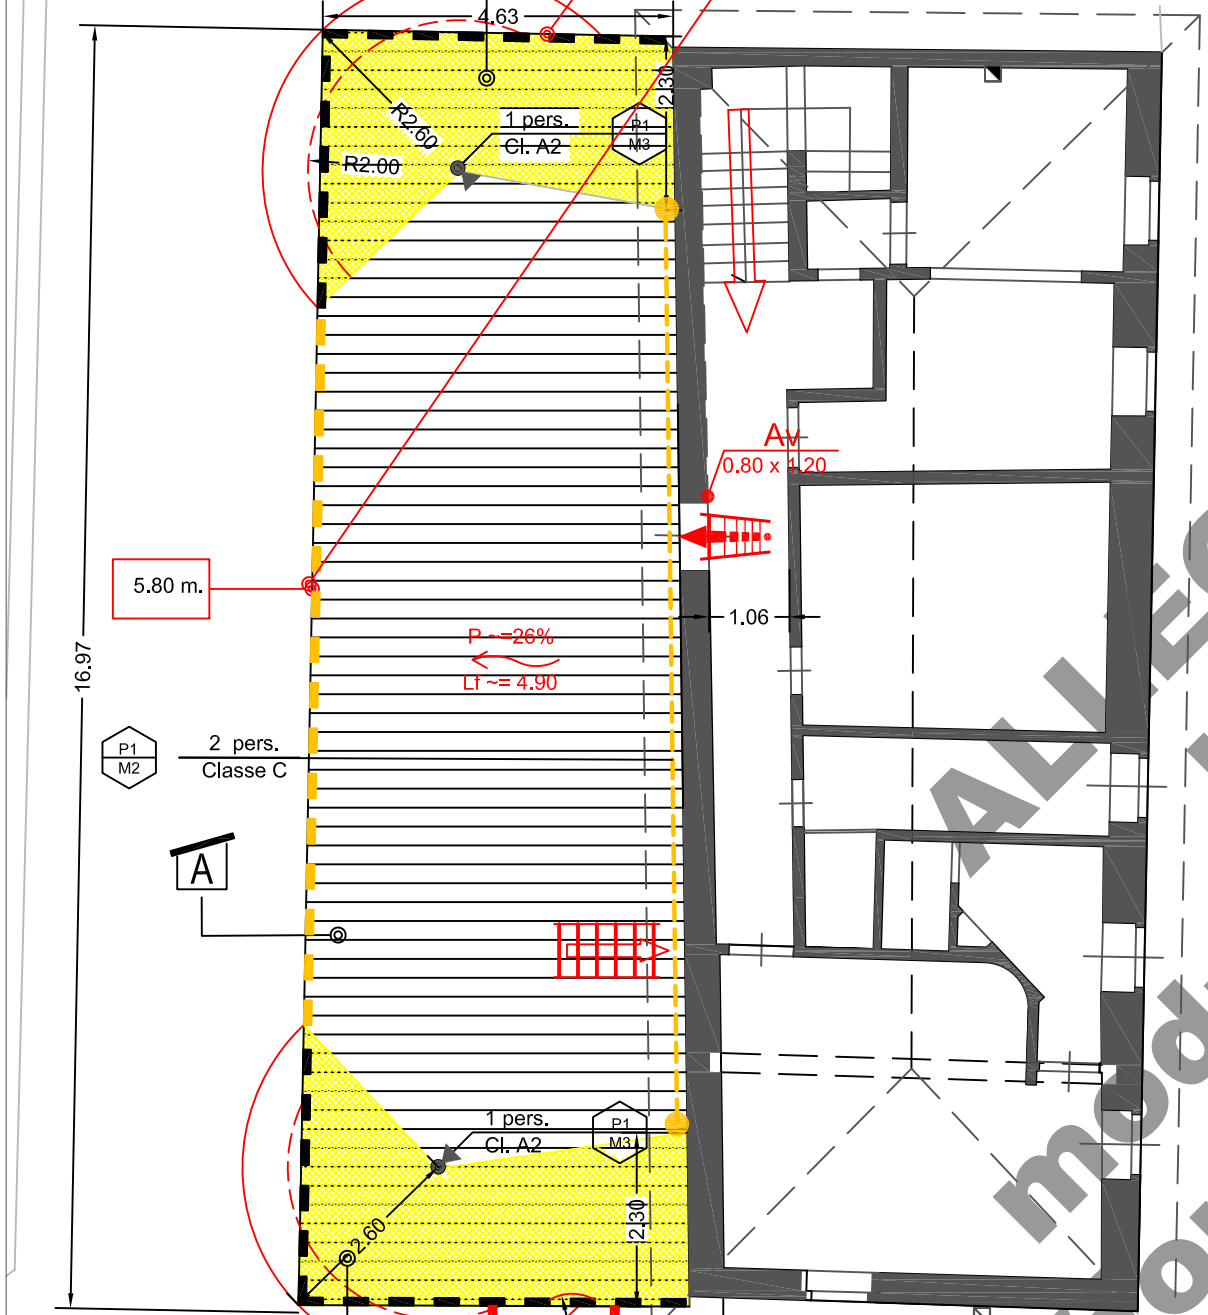 4.63
2.30
R2.60
1 pers.
Cl. A2
P1
M3
R2.00
Av
0.80 x 1.20
5.80 m.
1.06
P ~=26%
Lf ~= 4.90
16.97
P1
M2
2 pers.
Classe C
A
1 pers.
Cl. A2
P1
M3
2.60
2.30